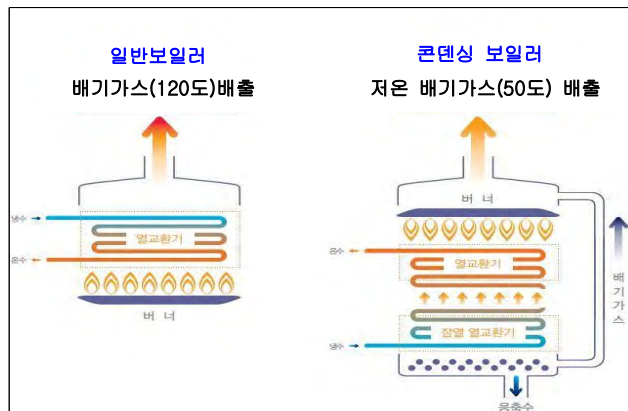 일반보일러
배기가스(120도)배출
냉수
열교환기
온수
버 너
콘덴싱 보일러
저온 배기가스(50도) 배출
버 너
온수
열교환기
잠열 열교환기
냉수
배기가스
응축수